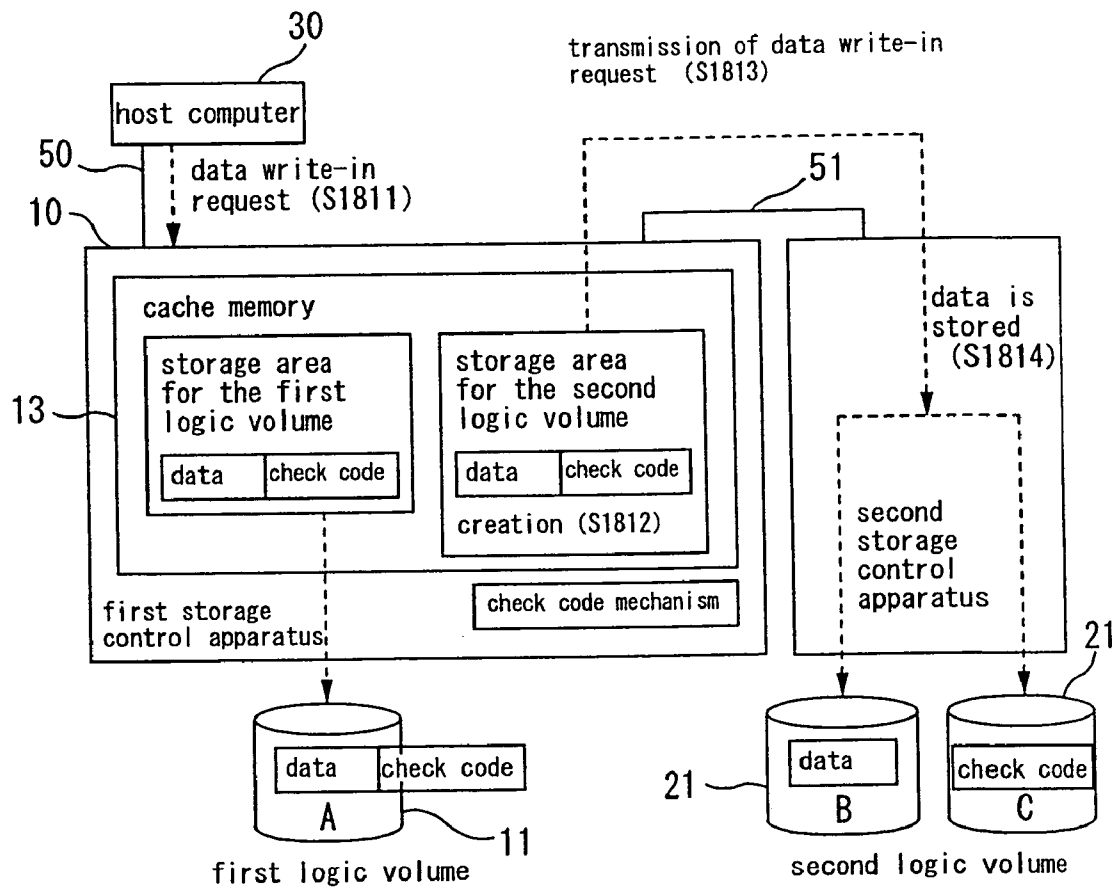 30
transmission of data write-in
request (S1813)
host computer
50
data write-in
request (S1811)
51
10
cache memory
data is
stored
(S1814)
storage area
for the first
logic volume
storage area
for the second
logic volume
13
data
check code
data
check code
creation (S1812)
second
storage
control
apparatus
first storage
control apparatus
check code mechanism
21
data
check code
A
11
21
data
B
check code
C
first logic volume
second logic volume